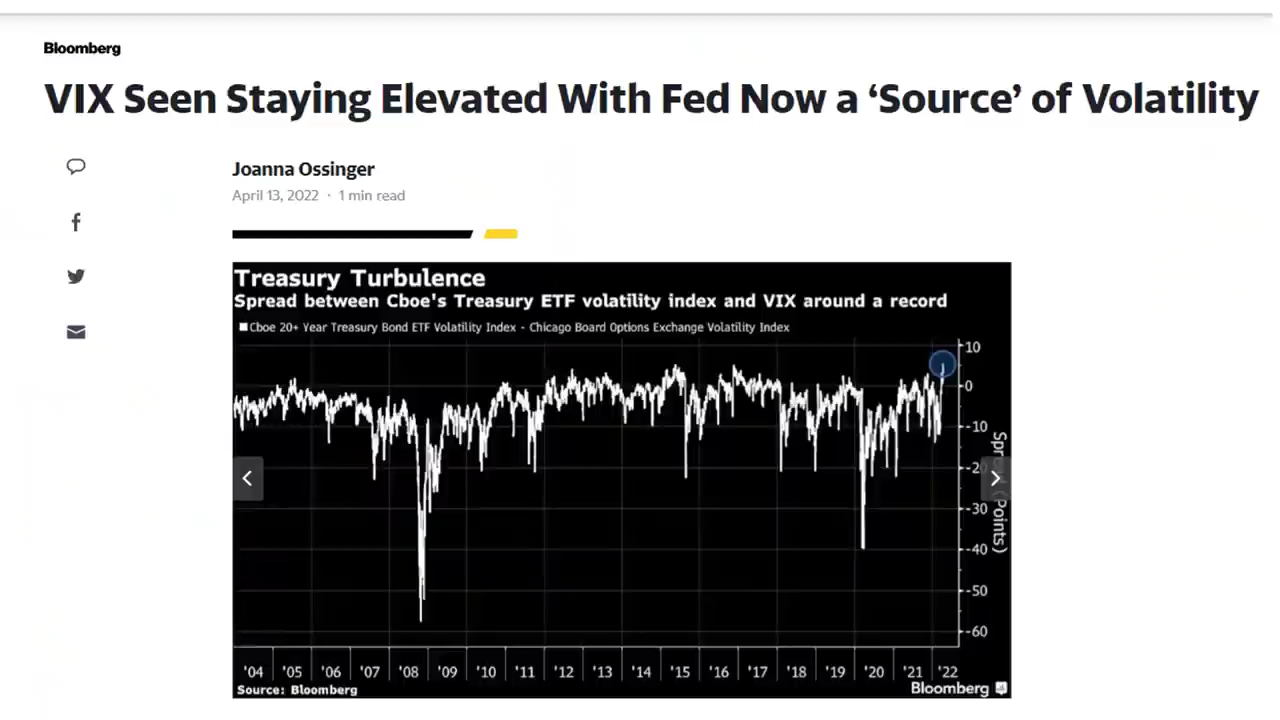 Bloomberg
VIX Seen Staying Elevated With Fed Now a ‘Source’ of Volatility
Joanna Ossinger
April 13, 2022 · 1 min read
Treasury Turbulence
Spread between Cboe's Treasury ETF volatility index and VIX around a record
Cboe 20+ Year Treasury Bond ETF Volatility Index - Chicago Board Options Exchange Volatility Index
10
0
-10
-20
-30
-40
-50
-60
(Points)
'04 '05 '06 '07 '08 '09 '10 '11 '12 '13 '14 '15 '16 '17 '18 '19 '20 '21 '22
Source: Bloomberg
Bloomberg